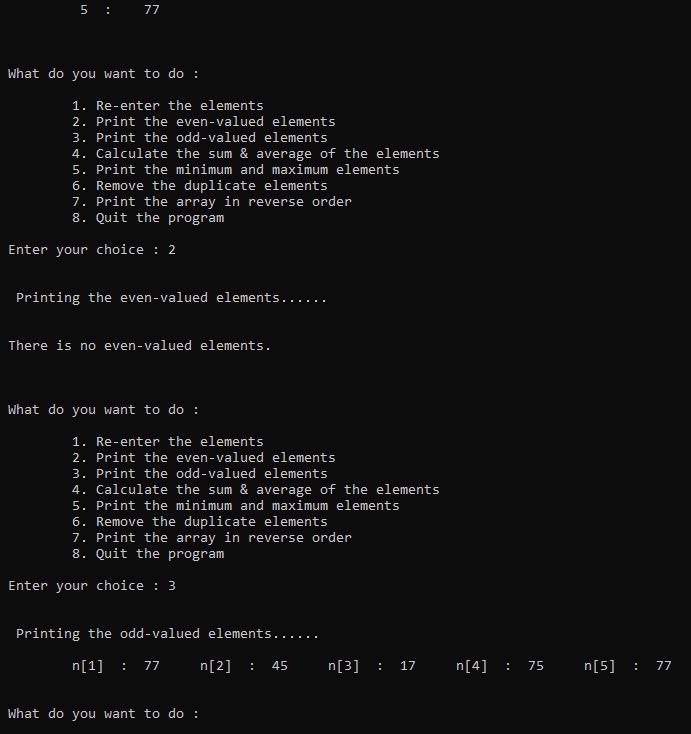 5 : 77
What do you want to do :
1. Re-enter the elements
2. Print the even-valued elements
3. Print the odd-valued elements
4. Calculate the sum & average of the elements
5. Print the minimum and maximum elements
6. Remove the duplicate elements
7. Print the array in reverse order
8. Quit the program
Enter your choice : 2
Printing the even-valued elements......
There is no even-valued elements.
What do you want to do :
1. Re-enter the elements
2. Print the even-valued elements
3. Print the odd-valued elements
4. Calculate the sum & average of the elements
5. Print the minimum and maximum elements
6. Remove the duplicate elements
7. Print the array in reverse order
8. Quit the program
Enter your choice : 3
Printing the odd-valued elements......
n[1] : 77 n[2] : 45 n[3] : 17 n[4] : 75 n[5] : 77
What do you want to do :